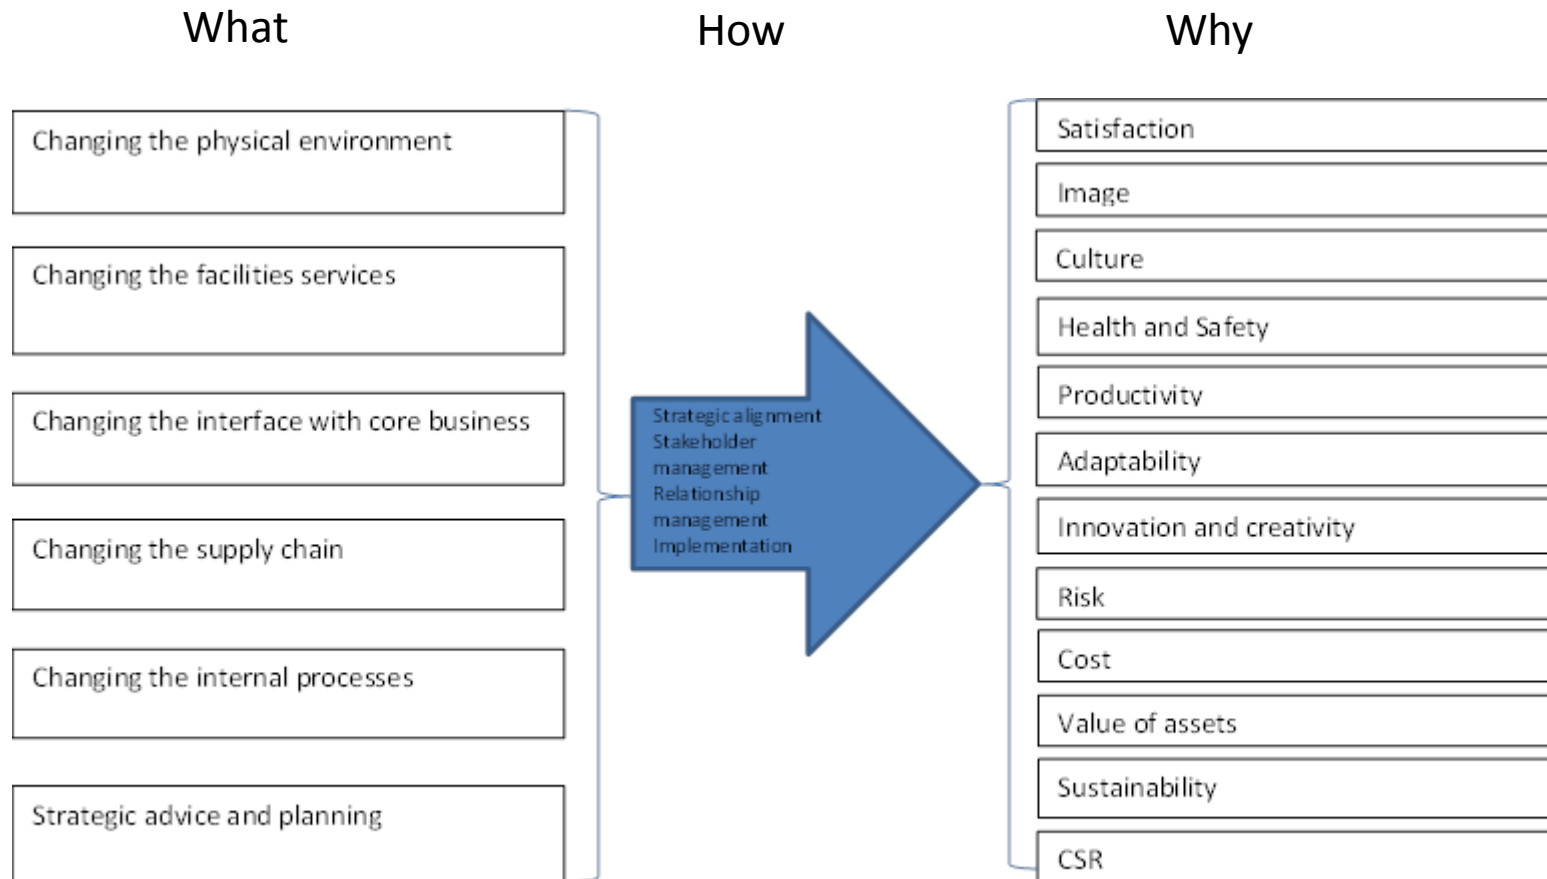 What
How
Why
Changing the physical environment
Changing the facilities services
Changing the interface with core business
Changing the supply chain
Changing the internal processes
Strategic advice and planning
Strategic alignment
Stakeholder
management
Relationship
management
Implementation
Satisfaction
Image
Culture
Health and Safety
Productivity
Adaptability
Innovation and creativity
Risk
Cost
Value of assets
Sustainability
CSR